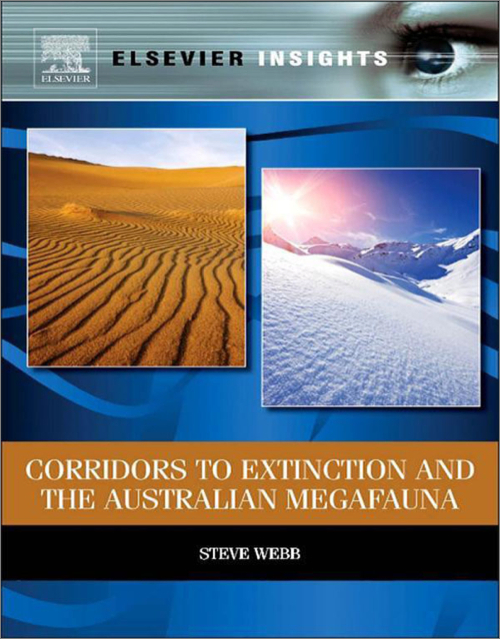 ELSEVIER
ELSEVIER INSIGHTS
CORRIDORS TO EXTINCTION AND
THE AUSTRALIAN MEGAFAUNA
STEVE WEBB